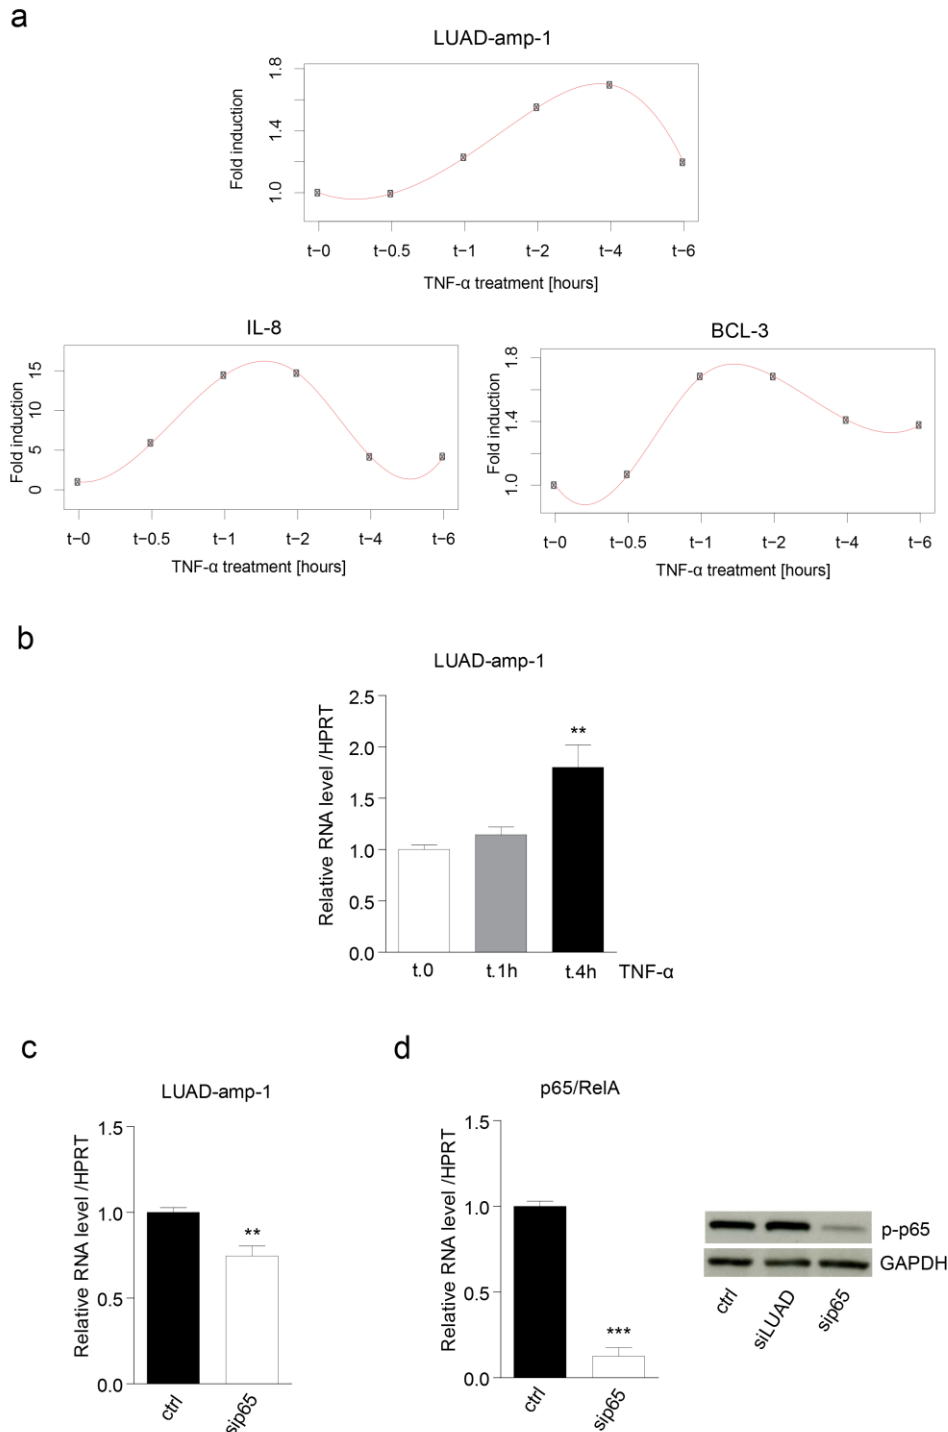 a
LUAD-amp-1
Fold induction
1.0 1.4 1.8
t−0 t−0.5 t−1 t−2 t−4 t−6
TNF-α treatment [hours]
IL-8
Fold induction
0 5 10 15
t−0 t−0.5 t−1 t−2 t−4 t−6
TNF-α treatment [hours]
BCL-3
Fold induction
1.0 1.4 1.8
t−0 t−0.5 t−1 t−2 t−4 t−6
TNF-α treatment [hours]
b
LUAD-amp-1
Relative RNA level /HPRT
2.5
2.0
1.5
1.0
0.5
0.0
**
t.0 t.1h t.4h TNF-α
c
LUAD-amp-1
Relative RNA level /HPRT
1.5
1.0
0.5
0.0
**
ctrl sip65
d
p65/RelA
Relative RNA level /HPRT
1.5
1.0
0.5
0.0
***
ctrl sip65
p-p65
GAPDH
ctrl siLUAD sip65